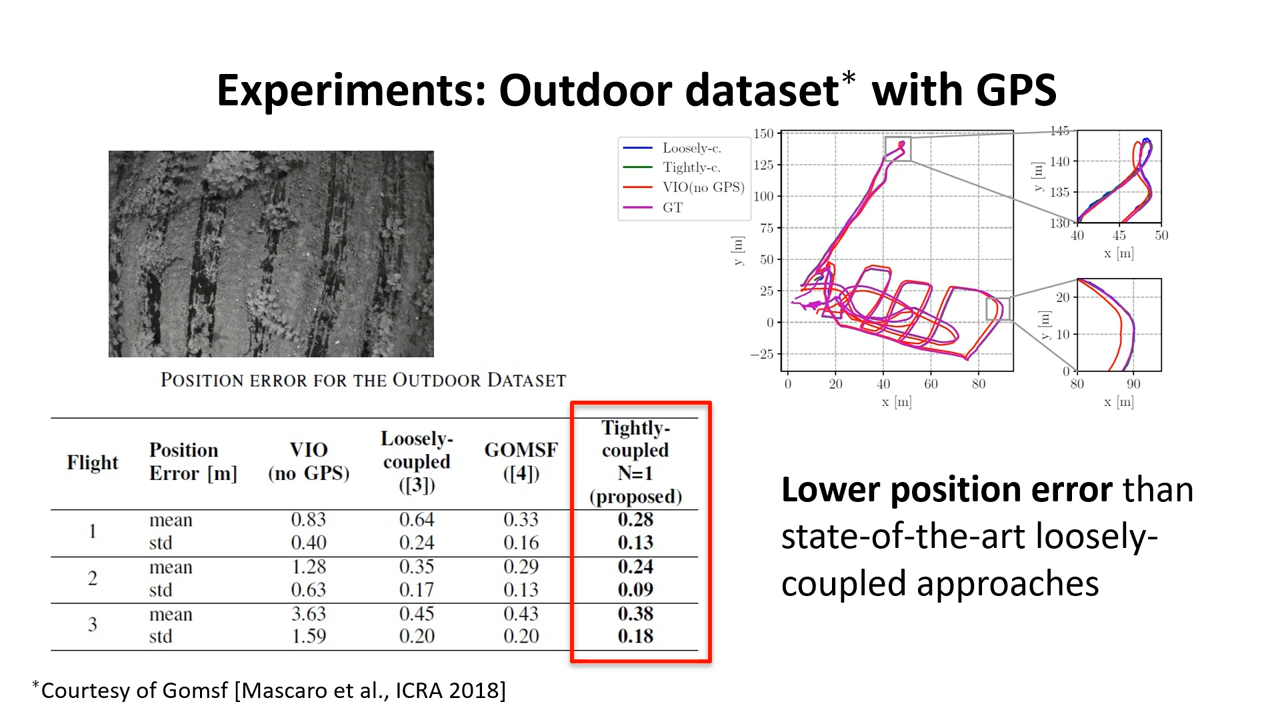 Experiments: Outdoor dataset* with GPS
Loosely-c.
Tightly-c.
VIO(no GPS)
GT
150
125
100
75
50
25
0
−25
y [m]
0 20 40 60 80
x [m]
145
140
135
130
y [m]
40 45 50
x [m]
20
10
0
y [m]
80 90
x [m]
POSITION ERROR FOR THE OUTDOOR DATASET
Flight Position Error [m] VIO (no GPS) Loosely-coupled ([3]) GOMSF ([4]) Tightly-coupled N=1 (proposed)
1 mean 0.83 0.64 0.33 0.28
std 0.40 0.24 0.16 0.13
2 mean 1.28 0.35 0.29 0.24
std 0.63 0.17 0.13 0.09
3 mean 3.63 0.45 0.43 0.38
std 1.59 0.20 0.20 0.18
Lower position error than
state-of-the-art loosely-
coupled approaches
*Courtesy of Gomsf [Mascaro et al., ICRA 2018]